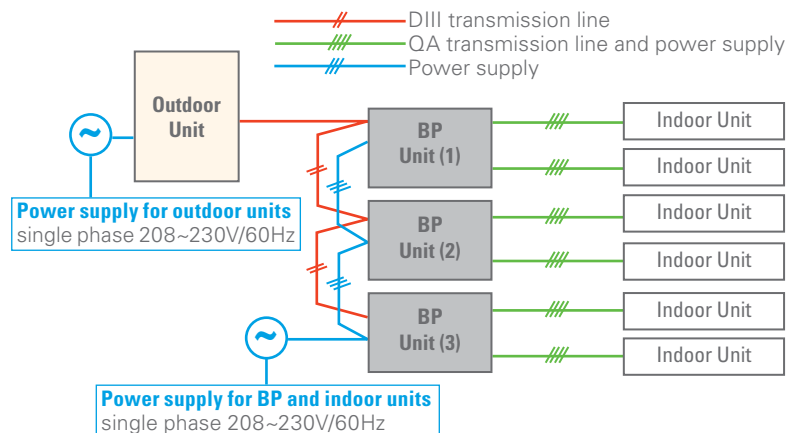 DIII transmission line
QA transmission line and power supply
Power supply
Outdoor
Unit
~
Power supply for outdoor units
single phase 208~230V/60Hz
BP
Unit (1)
Indoor Unit
Indoor Unit
BP
Unit (2)
Indoor Unit
Indoor Unit
BP
Unit (3)
Indoor Unit
Indoor Unit
~
Power supply for BP and indoor units
single phase 208~230V/60Hz